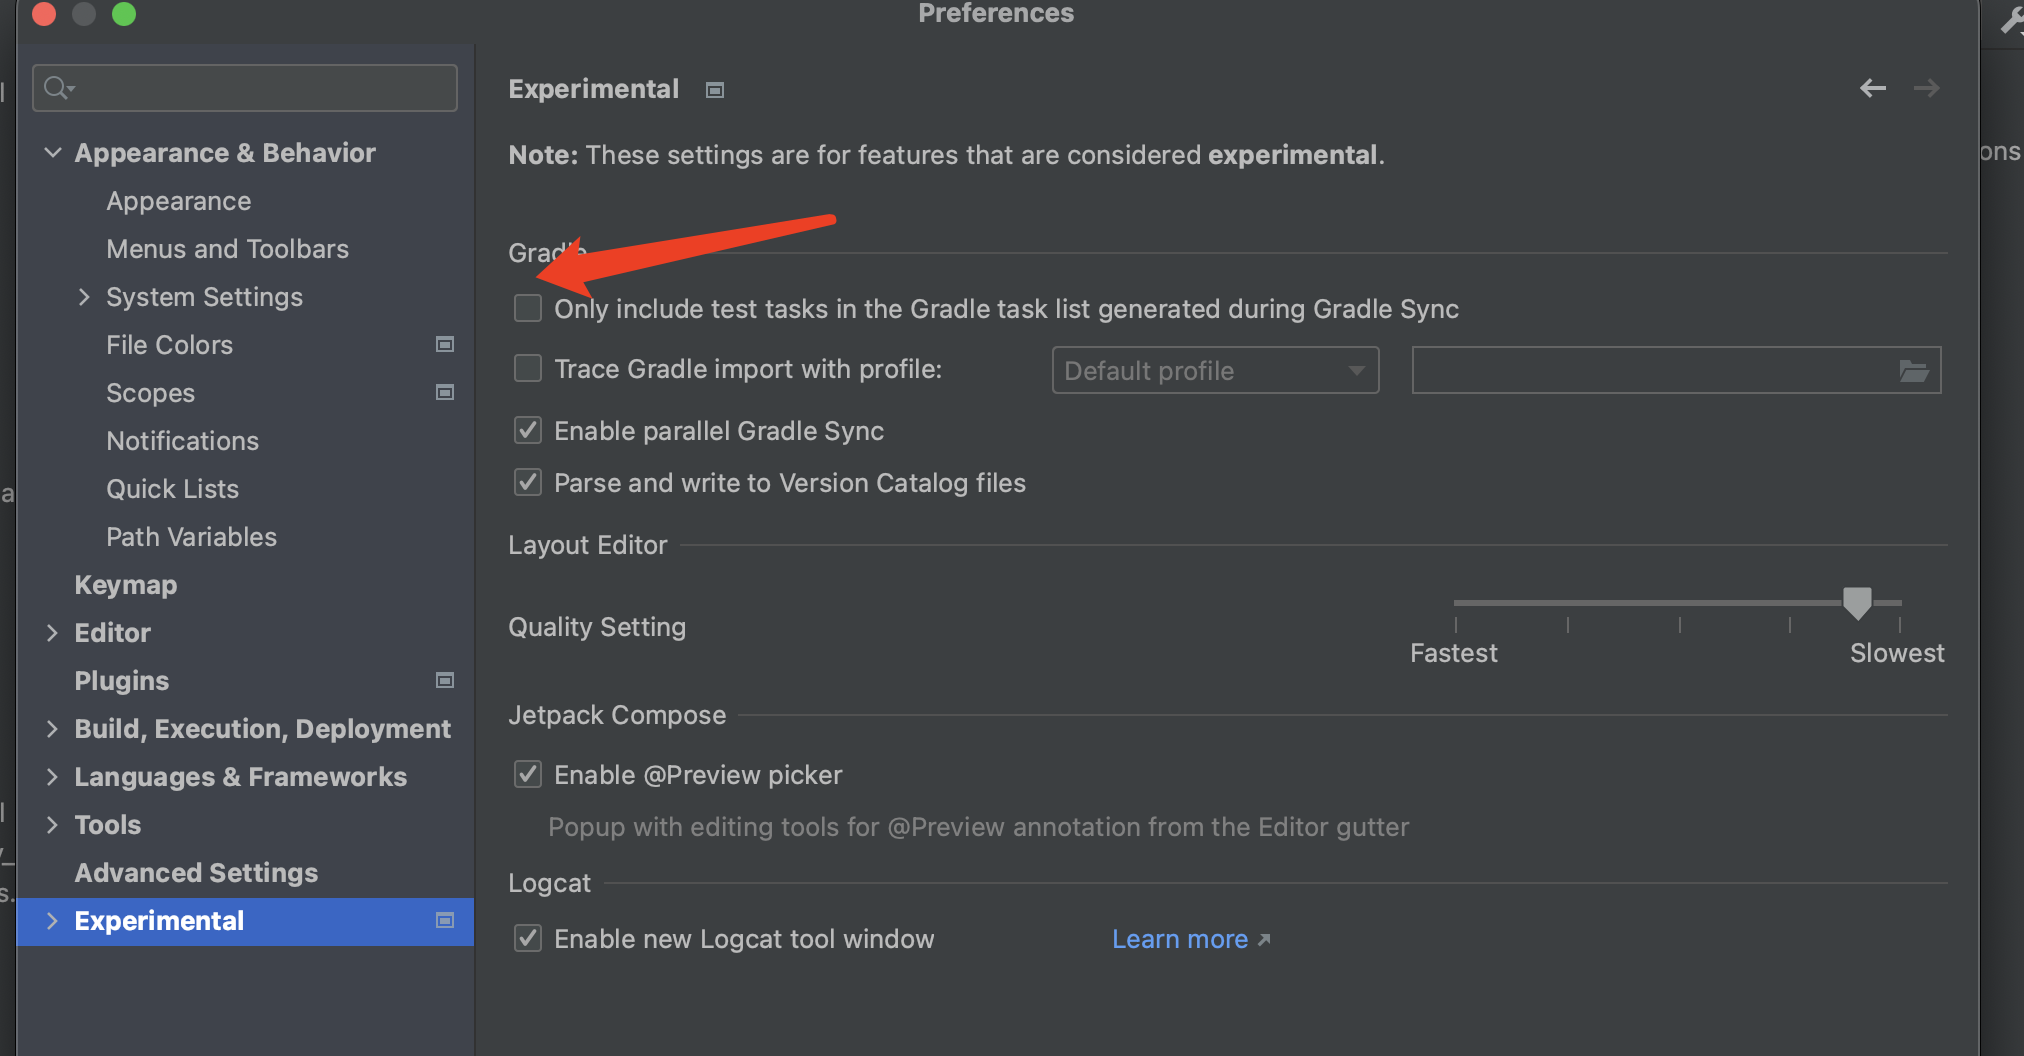 Preferences
Appearance & Behavior
Appearance
Menus and Toolbars
System Settings
File Colors
Scopes
Notifications
Quick Lists
Path Variables
Keymap
Editor
Plugins
Build, Execution, Deployment
Languages & Frameworks
Tools
Advanced Settings
Experimental
Experimental
Note: These settings are for features that are considered experimental.
Gradle
Only include test tasks in the Gradle task list generated during Gradle Sync
Trace Gradle import with profile: Default profile
Enable parallel Gradle Sync
Parse and write to Version Catalog files
Layout Editor
Quality Setting
Fastest Slowest
Jetpack Compose
Enable @Preview picker
Popup with editing tools for @Preview annotation from the Editor gutter
Logcat
Enable new Logcat tool window Learn more
ons